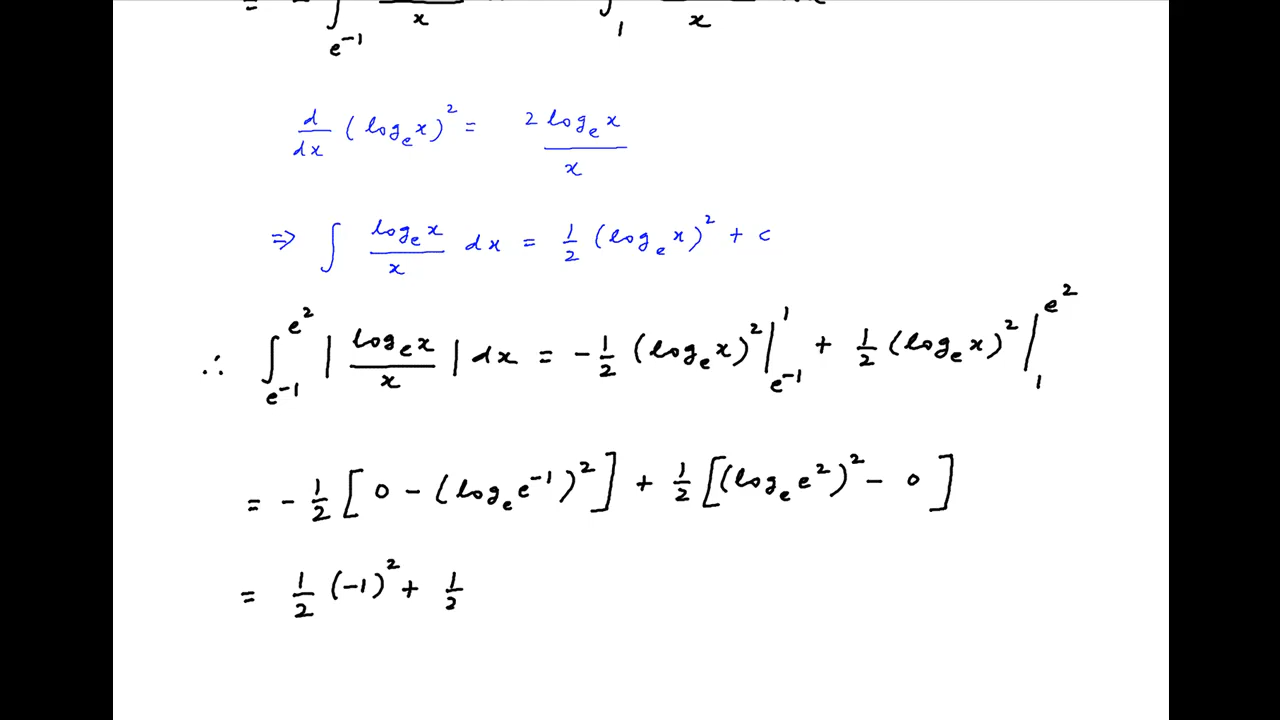 = ∫_{e^{-1}} x ∫_{1} x
d/dx (log_e x)^2 = 2 log_e x / x
⇒ ∫ log_e x / x dx = 1/2 (log_e x)^2 + c
∴ ∫_{e^{-1}}^{e^2} | log_e x / x | dx = -1/2 (log_e x)^2 |_{e^{-1}}^{1} + 1/2 (log_e x)^2 |_{1}^{e^2}
= -1/2 [ 0 - (log_e e^{-1})^2 ] + 1/2 [ (log_e e^2)^2 - 0 ]
= 1/2 (-1)^2 + 1/2